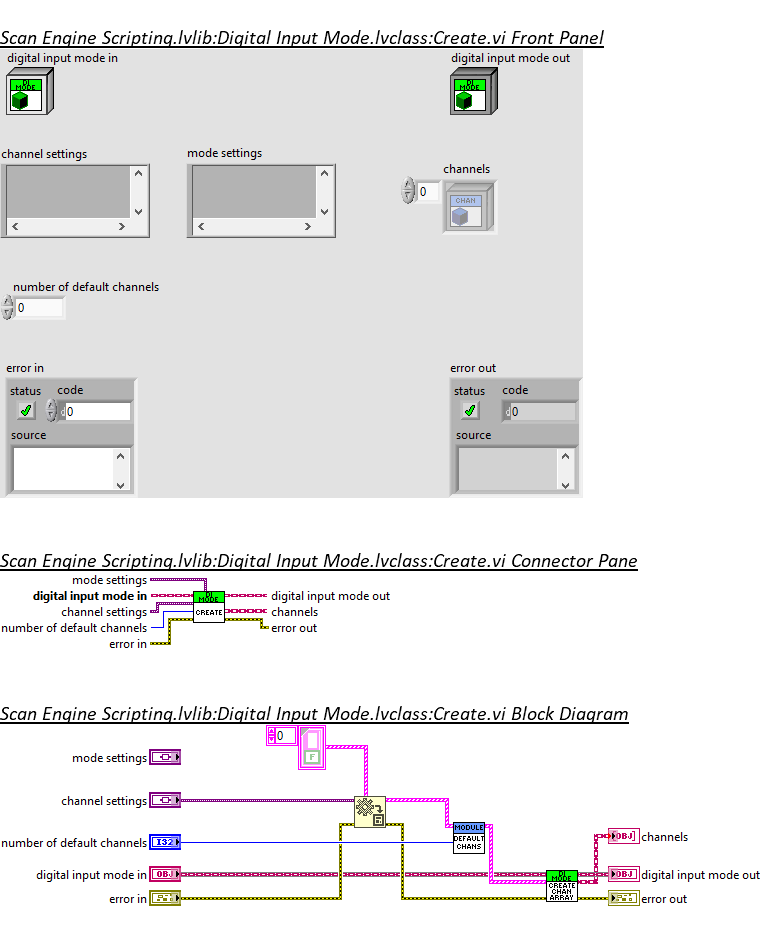 Scan Engine Scripting.lvlib:Digital Input Mode.lvclass:Create.vi Front Panel
digital input mode in
digital input mode out
DI
MODE
DI
MODE
channel settings
mode settings
channels
0
CHAN
number of default channels
0
error in
error out
status
code
status
code
d
0
d
0
source
source
Scan Engine Scripting.lvlib:Digital Input Mode.lvclass:Create.vi Connector Pane
mode settings
digital input mode in
DI
MODE
digital input mode out
channel settings
CREATE
channels
number of default channels
error out
error in
Scan Engine Scripting.lvlib:Digital Input Mode.lvclass:Create.vi Block Diagram
0
F
mode settings
channel settings
MODULE
DEFAULT
CHANS
number of default channels
I32
OBJ
channels
digital input mode in
OBJ
DI
MODE
CREATE
CHAN
ARRAY
OBJ
digital input mode out
error in
error out